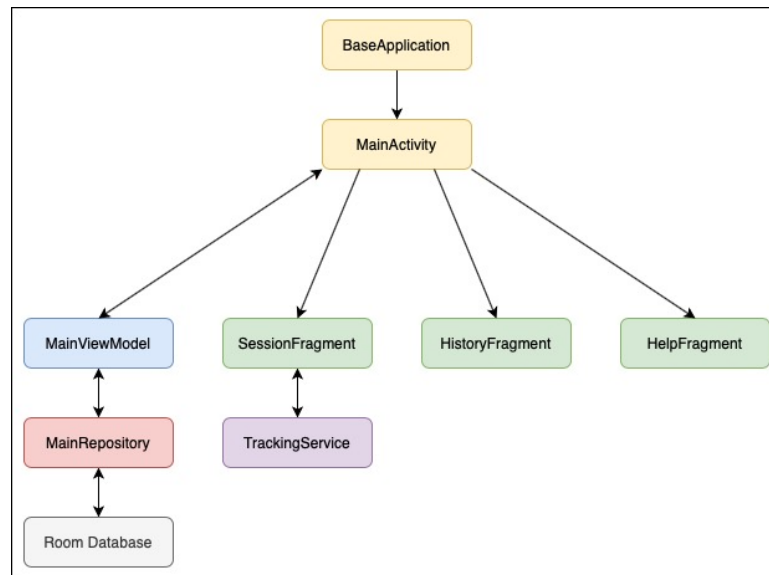 BaseApplication
MainActivity
MainViewModel
SessionFragment
HistoryFragment
HelpFragment
MainRepository
TrackingService
Room Database